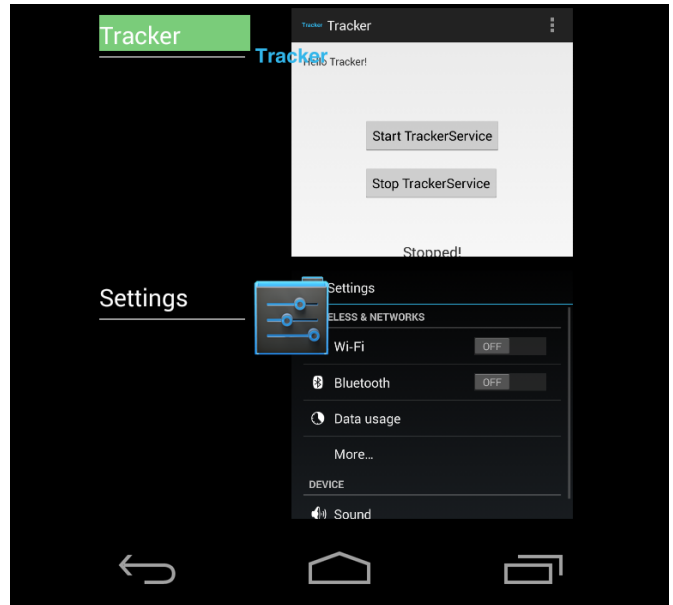 Tracker
Tracker
Tracker Tracker
Hello Tracker!
Start TrackerService
Stop TrackerService
Stopped!
Settings
Settings
ELESS & NETWORKS
Wi-Fi OFF
Bluetooth OFF
Data usage
More...
DEVICE
Sound